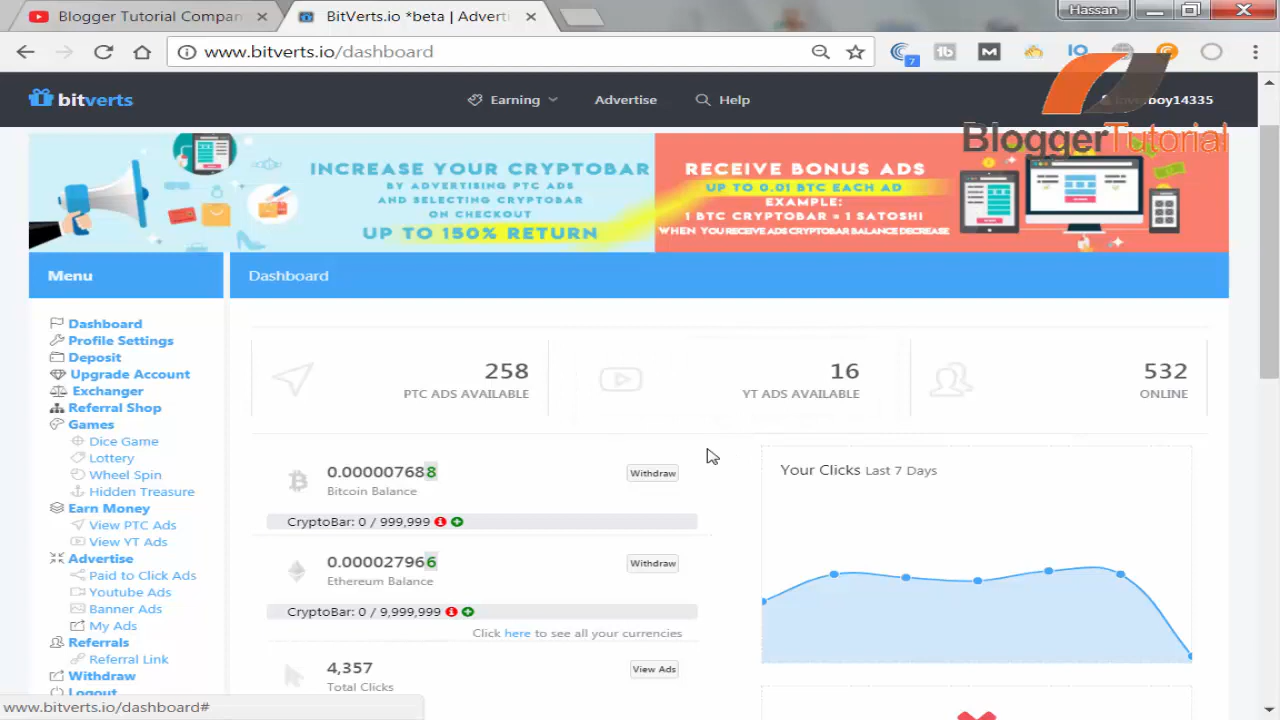 Blogger Tutorial Compan
BitVerts.io *beta | Adverti
Hassan
www.bitverts.io/dashboard
7
bitverts
Earning
Advertise
Help
boy14335
BloggerTutorial
INCREASE YOUR CRYPTOBAR
BY ADVERTISING PTC ADS
AND SELECTING CRYPTOBAR
ON CHECKOUT
UP TO 150% RETURN
RECEIVE BONUS ADS
UP TO 0.01 BTC EACH AD
EXAMPLE:
1 BTC CRYPTOBAR = 1 SATOSHI
WHEN YOU RECEIVE ADS CRYPTOBAR BALANCE DECREASE
Menu
Dashboard
Profile Settings
Deposit
Upgrade Account
Exchanger
Referral Shop
Games
Dice Game
Lottery
Wheel Spin
Hidden Treasure
Earn Money
View PTC Ads
View YT Ads
Advertise
Paid to Click Ads
Youtube Ads
Banner Ads
My Ads
Referrals
Referral Link
Withdraw
Logout
Dashboard
258
PTC ADS AVAILABLE
16
YT ADS AVAILABLE
532
ONLINE
0.0000076888
Bitcoin Balance
Withdraw
CryptoBar: 0 / 999,999
0.0000279666
Ethereum Balance
Withdraw
CryptoBar: 0 / 9,999,999
Click here to see all your currencies
4,357
Total Clicks
View Ads
Your Clicks Last 7 Days
www.bitverts.io/dashboard#